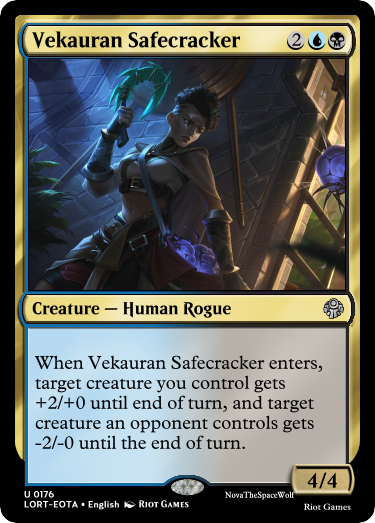 Vekauran Safecracker 2
Creature — Human Rogue
When Vekauran Safecracker enters,
target creature you control gets
+2/+0 until end of turn, and target
creature an opponent controls gets
-2/-0 until the end of turn.
4/4
U 0176
LORT-EOTA • English Riot Games
NovaTheSpaceWolf
Riot Games